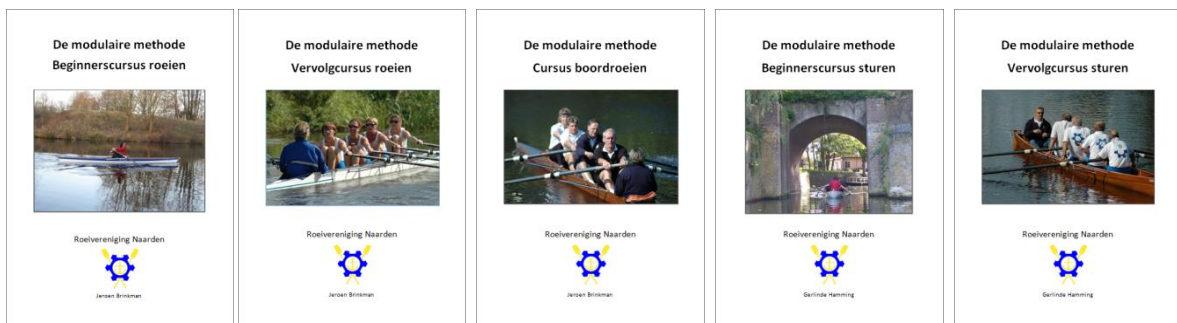 De modulaire methode
Beginnerscursus roeien
Roeivereniging Naarden
Jeroen Brinkman
De modulaire methode
Vervolgcursus roeien
Roeivereniging Naarden
Jeroen Brinkman
De modulaire methode
Cursus boordroeien
Roeivereniging Naarden
Jeroen Brinkman
De modulaire methode
Beginnerscursus sturen
Roeivereniging Naarden
Gerlinde Hamming
De modulaire methode
Vervolgcursus sturen
Roeivereniging Naarden
Gerlinde Hamming